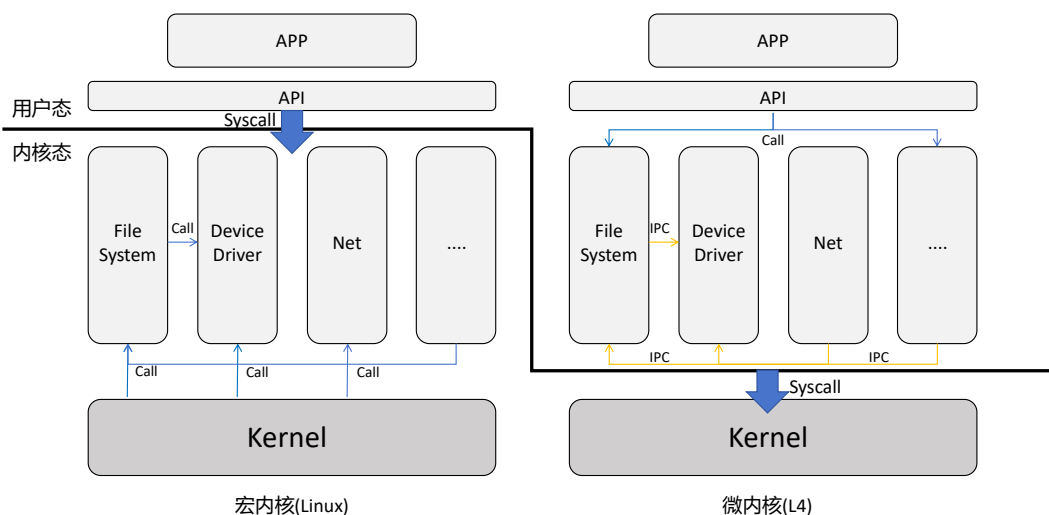 APP
API
用户态
Syscall
内核态
File
System
Call
Device
Driver
Net
....
Call
Call
Call
Kernel
宏内核(Linux)
APP
API
Call
File
System
IPC
Device
Driver
Net
....
IPC
IPC
Syscall
Kernel
微内核(L4)